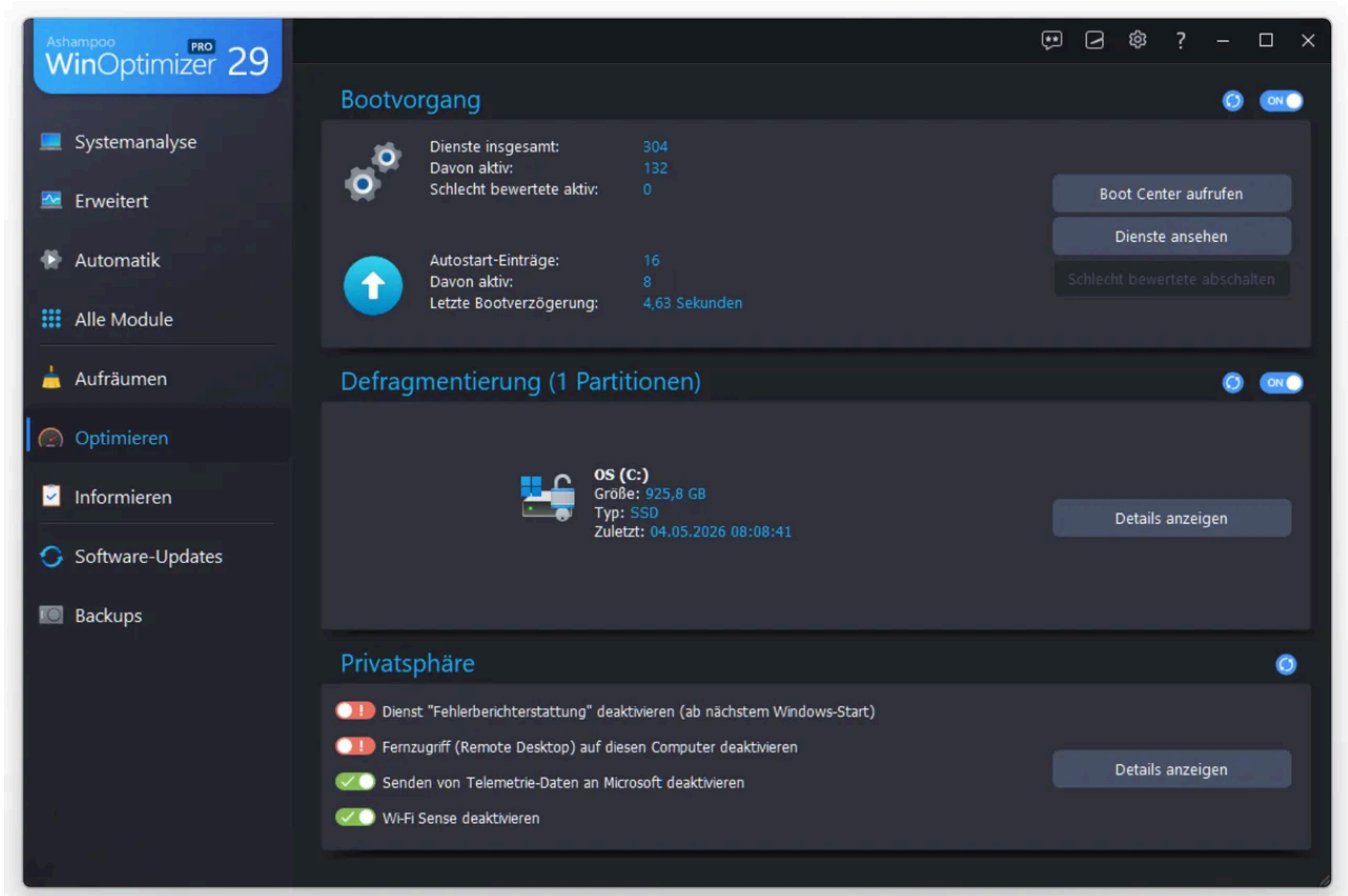 Ashampoo
WinOptimizer PRO 29
Systemanalyse
Erweitert
Automatik
Alle Module
Aufräumen
Optimieren
Informieren
Software-Updates
Backups
?
Bootvorgang
ON
Dienste insgesamt: 304
Davon aktiv: 132
Schlecht bewertete aktiv: 0
Autostart-Einträge: 16
Davon aktiv: 8
Letzte Bootverzögerung: 4,63 Sekunden
Boot Center aufrufen
Dienste ansehen
Schlecht bewertete abschalten
Defragmentierung (1 Partitionen)
ON
OS (C:)
Größe: 925,8 GB
Typ: SSD
Zuletzt: 04.05.2026 08:08:41
Details anzeigen
Privatsphäre
Dienst "Fehlerberichterstattung" deaktivieren (ab nächstem Windows-Start)
Fernzugriff (Remote Desktop) auf diesen Computer deaktivieren
Senden von Telemetrie-Daten an Microsoft deaktivieren
Wi-Fi Sense deaktivieren
Details anzeigen